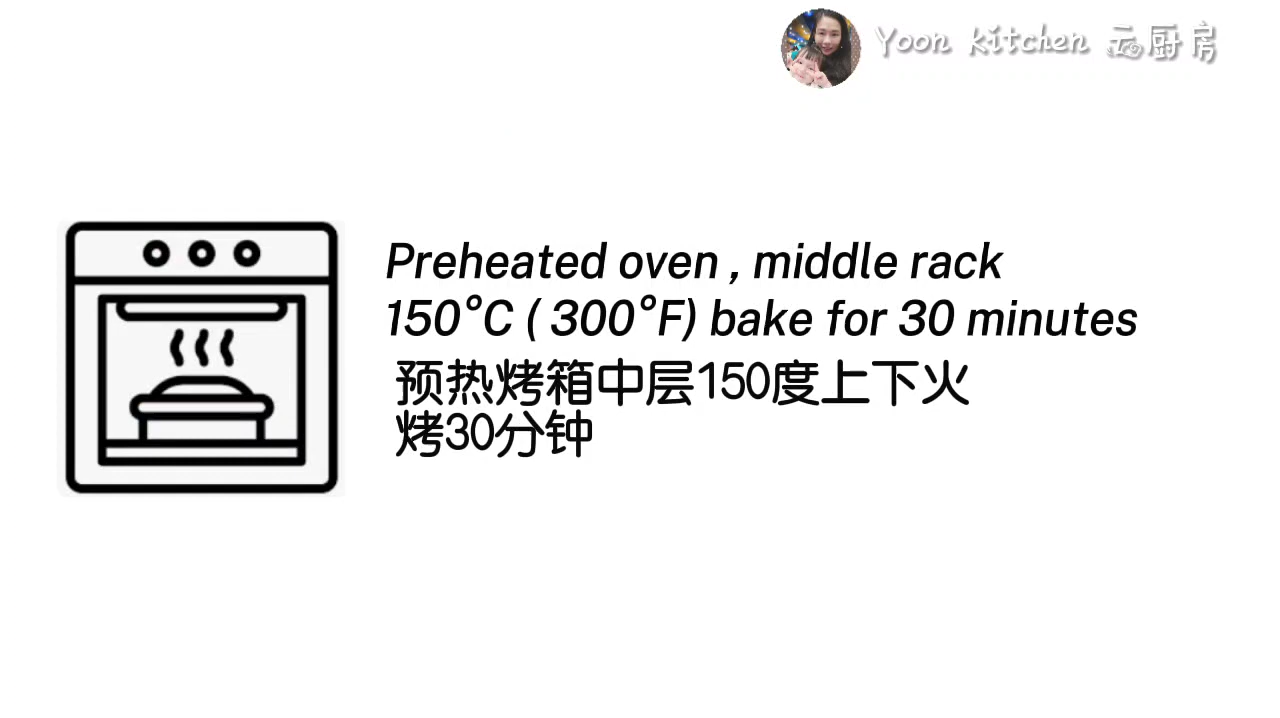 Yoon kitchen 云厨房
Preheated oven , middle rack
150°C ( 300°F) bake for 30 minutes
预热烤箱中层150度上下火
烤30分钟